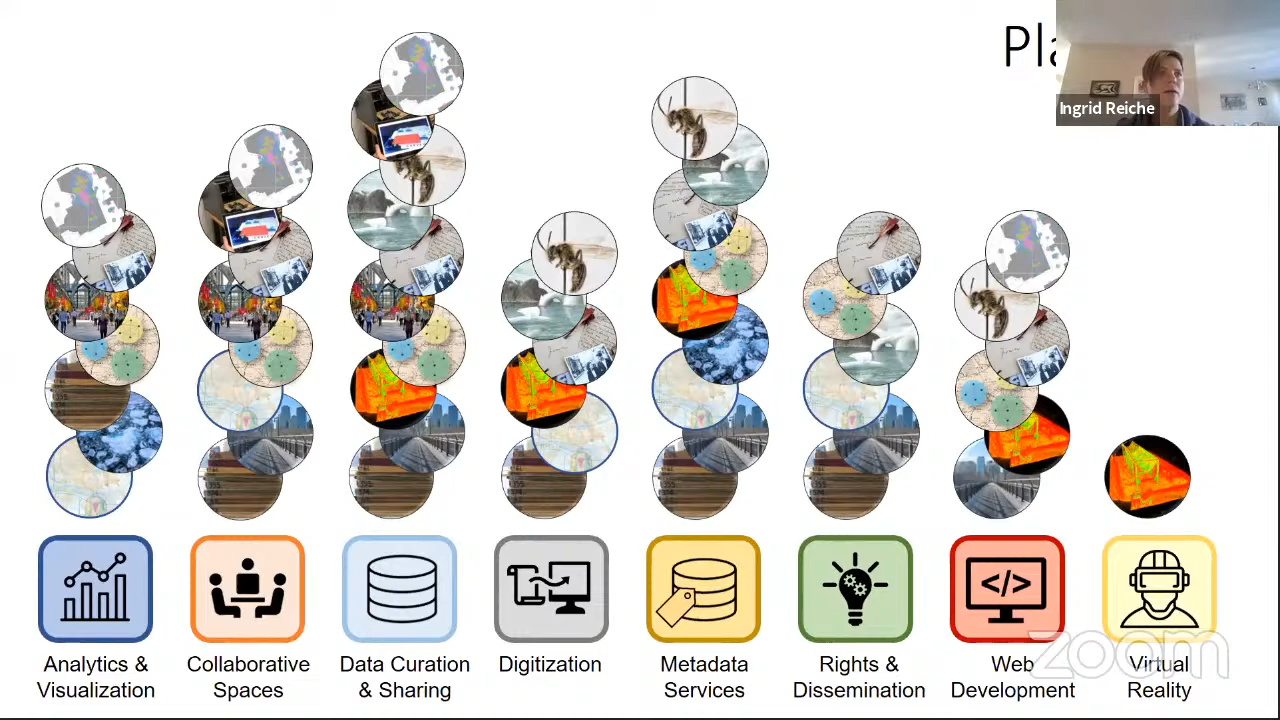 Pla
Ingrid Reiche
Analytics &
Visualization
Collaborative
Spaces
Data Curation
& Sharing
Digitization
Metadata
Services
Rights &
Dissemination
Web
Development
Virtual
Reality
zoom